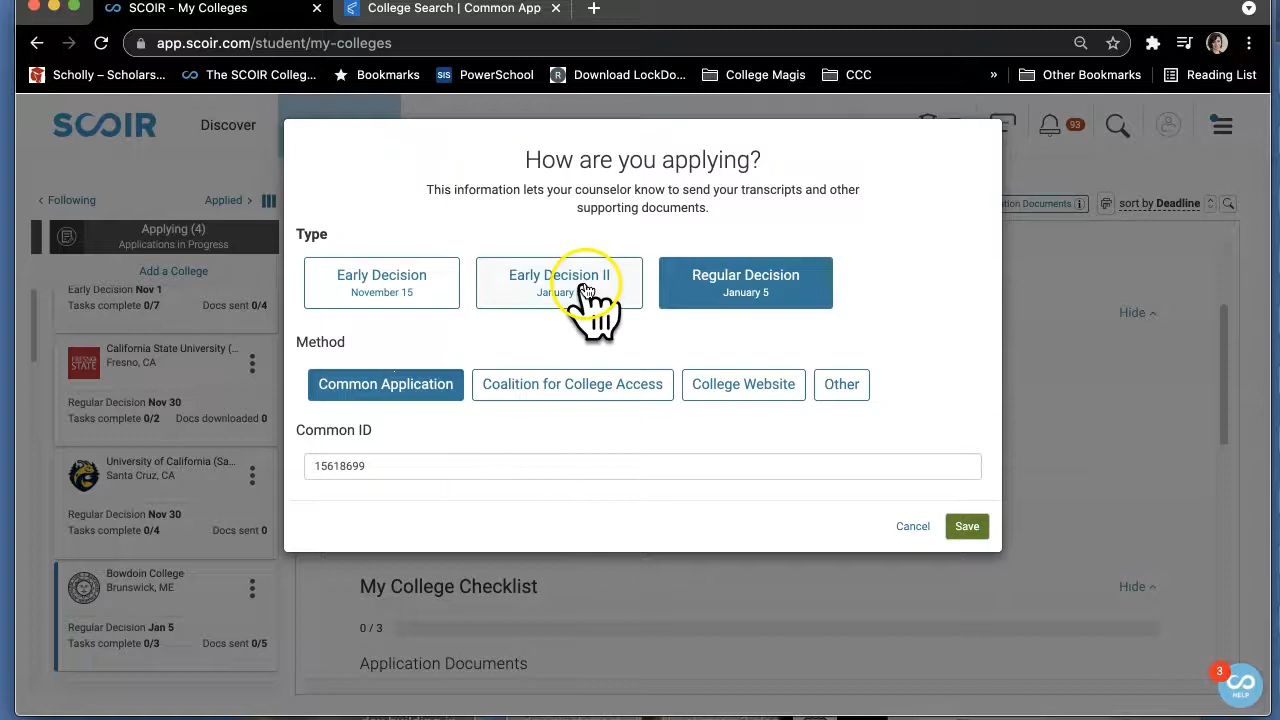 SCOIR - My Colleges
College Search | Common App
app.scoir.com/student/my-colleges
Scholly – Scholars...
The SCOIR Colleg...
Bookmarks
SIS
PowerSchool
Download LockDo...
College Magis
CCC
»
Other Bookmarks
Reading List
SCOIR
Discover
93
Following
Applied
Applying (4)
Applications in Progress
Add a College
Early Decision Nov 1
Tasks complete 0/7 Docs sent 0/4
FRESNO STATE
California State University (...
Fresno, CA
Regular Decision Nov 30
Tasks complete 0/2 Docs downloaded 0
University of California (Sa...
Santa Cruz, CA
Regular Decision Nov 30
Tasks complete 0/4 Docs sent 0
Bowdoin College
Brunswick, ME
Regular Decision Jan 5
Tasks complete 0/3 Docs sent 0/5
How are you applying?
This information lets your counselor know to send your transcripts and other
supporting documents.
Type
Early Decision
November 15
Early Decision II
January
Regular Decision
January 5
Method
Common Application
Coalition for College Access
College Website
Other
Common ID
15618699
Cancel
Save
Documents
sort by Deadline
Hide
My College Checklist
Hide
0 / 3
Application Documents
3
HELP